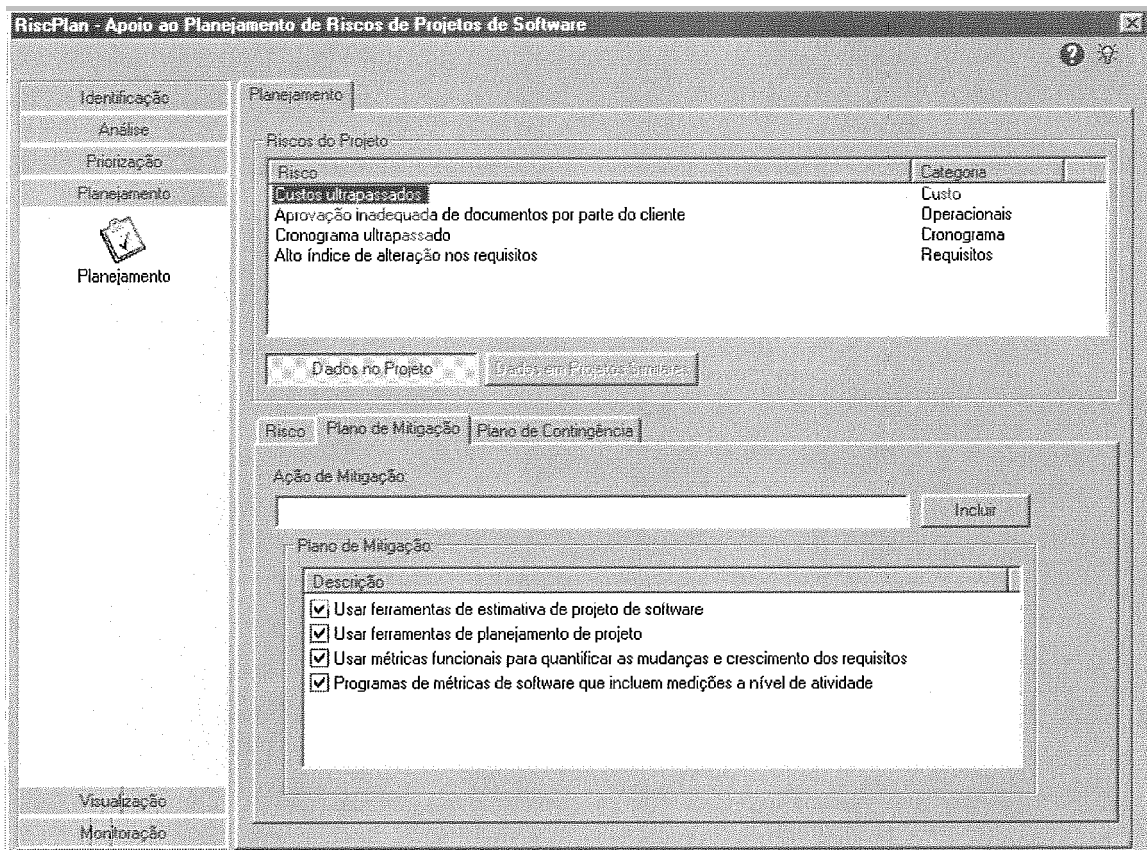 RiscPlan - Apoio ao Planejamento de Riscos de Projetos de Software
Identificação
Análise
Priorização
Planejamento
Planejamento
Visualização
Monitoração
Planejamento
Riscos do Projeto
Risco Categoria
Custos ultrapassados Custo
Aprovação inadequada de documentos por parte do cliente Operacionais
Cronograma ultrapassado Cronograma
Alto índice de alteração nos requisitos Requisitos
Dados no Projeto Dados em Projetos Similares
Risco Plano de Mitigação Plano de Contingência
Ação de Mitigação:
Incluir
Plano de Mitigação:
Descrição
Usar ferramentas de estimativa de projeto de software
Usar ferramentas de planejamento de projeto
Usar métricas funcionais para quantificar as mudanças e crescimento dos requisitos
Programas de métricas de software que incluem medições a nível de atividade